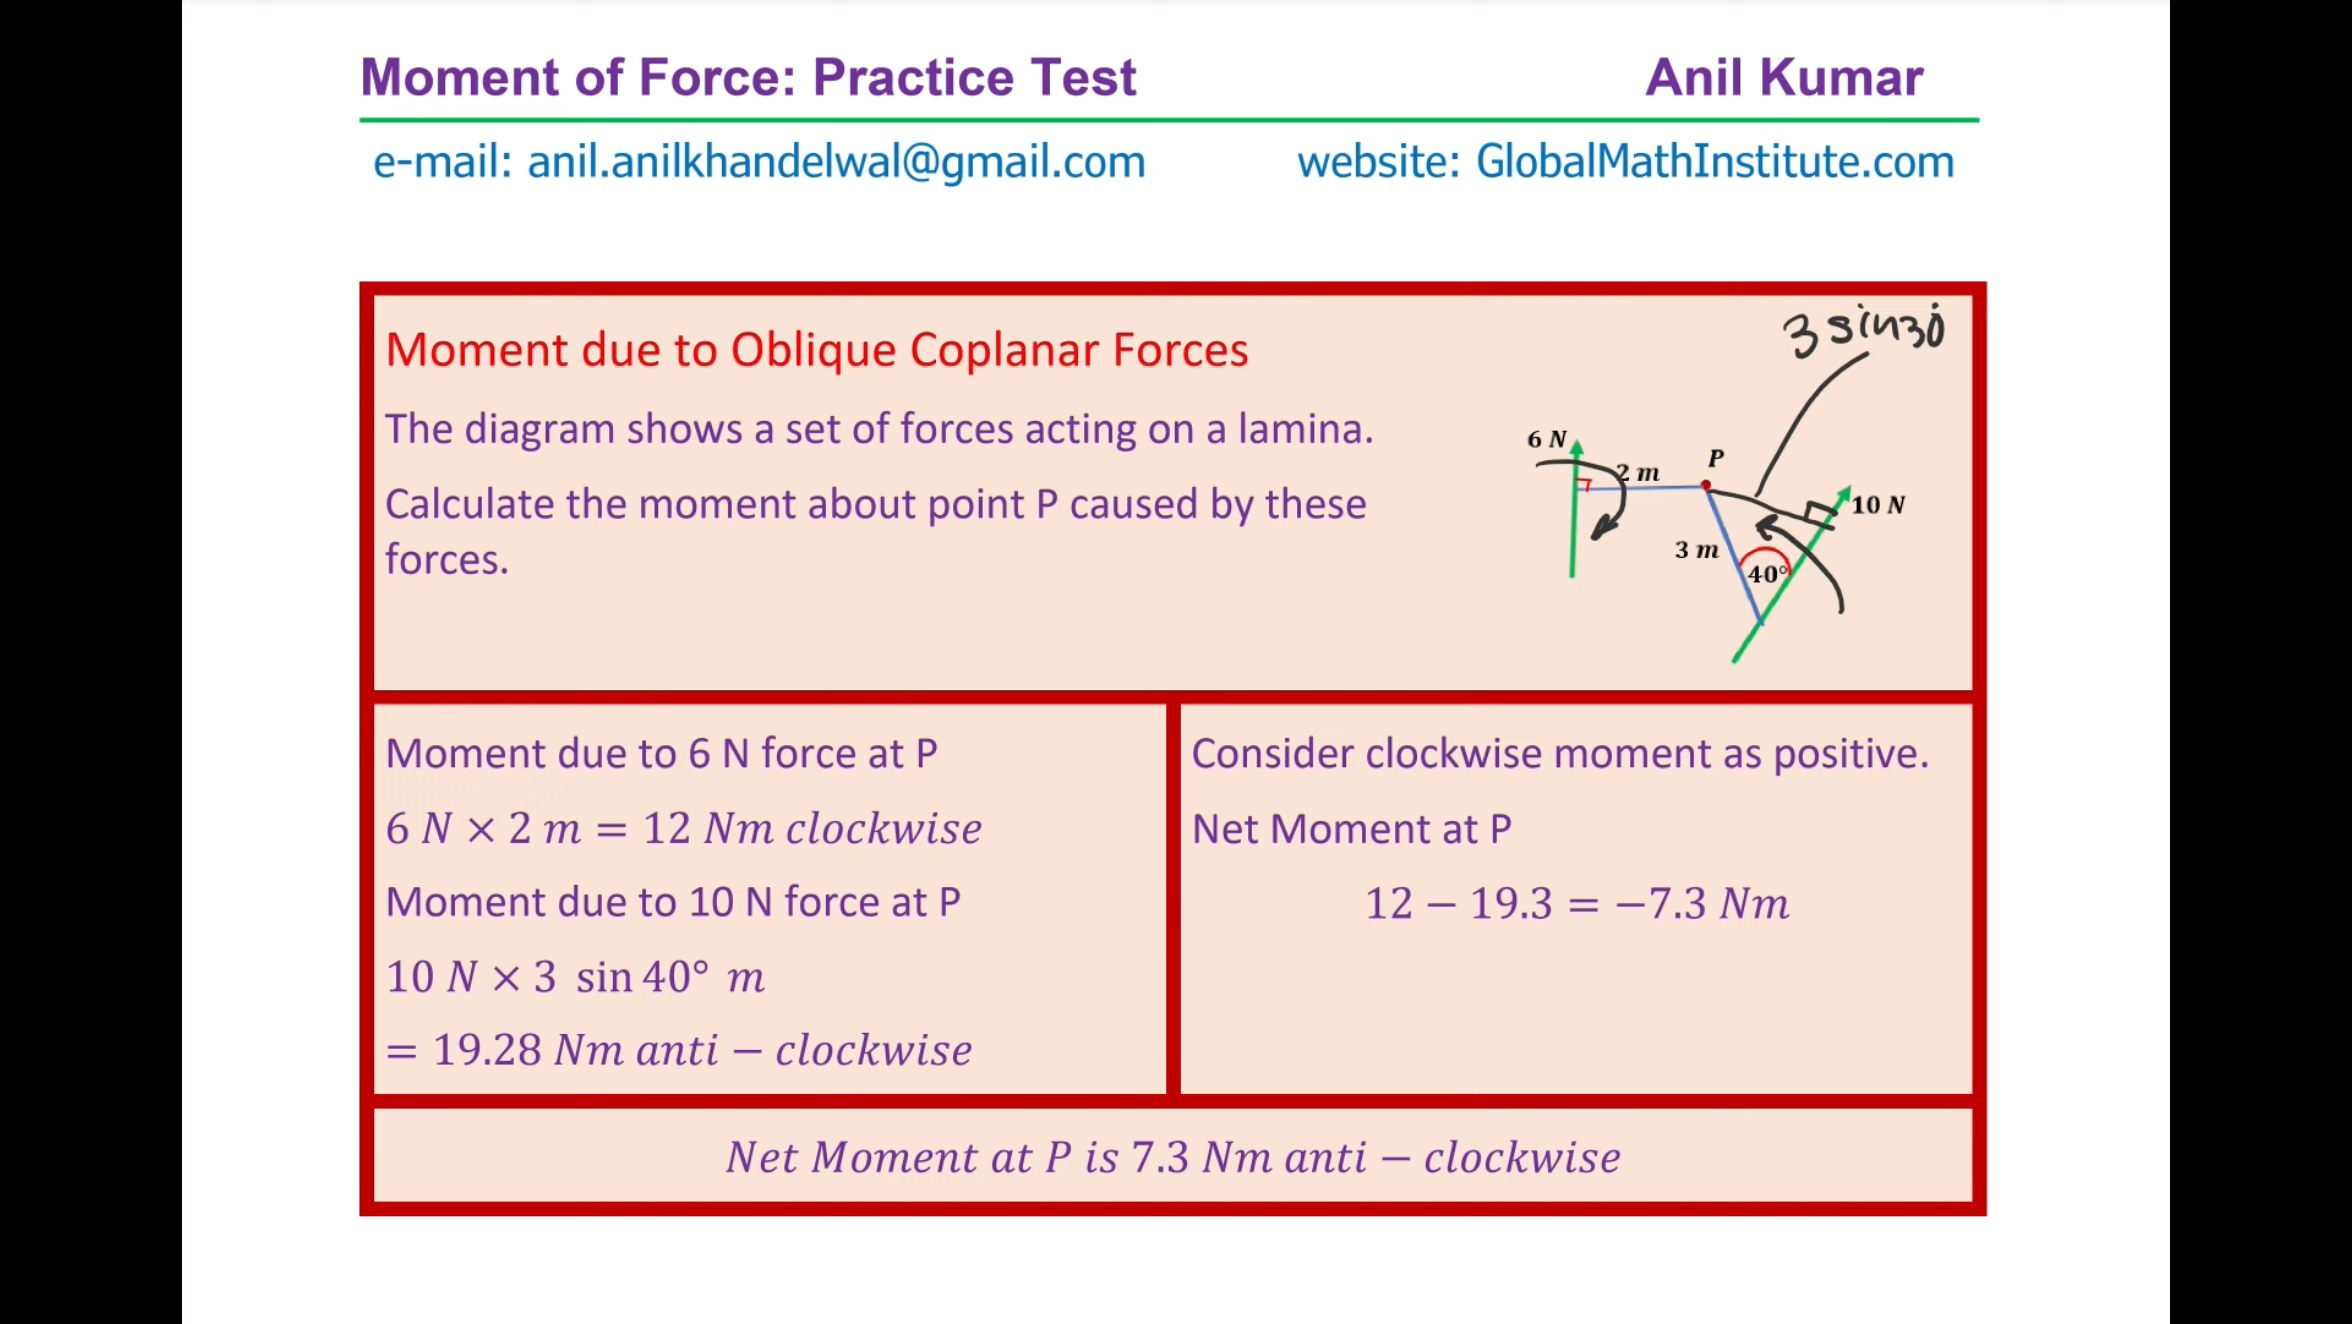 Moment of Force: Practice Test Anil Kumar
e-mail: anil.anilkhandelwal@gmail.com website: GlobalMathInstitute.com
Moment due to Oblique Coplanar Forces
3 sin30
The diagram shows a set of forces acting on a lamina.
Calculate the moment about point P caused by these
forces.
6 N
2 m
P
10 N
3 m
40°
Moment due to 6 N force at P
6 N × 2 m = 12 Nm clockwise
Moment due to 10 N force at P
10 N × 3 sin 40° m
= 19.28 Nm anti − clockwise
Consider clockwise moment as positive.
Net Moment at P
12 − 19.3 = −7.3 Nm
Net Moment at P is 7.3 Nm anti − clockwise